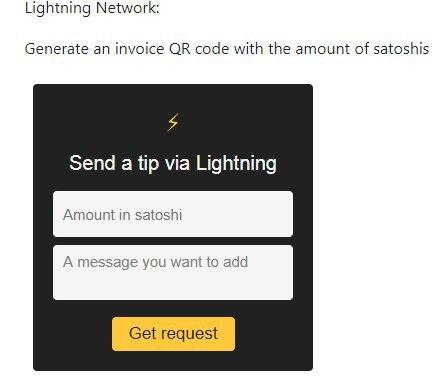 Lightning Network:
Generate an invoice QR code with the amount of satoshis
Send a tip via Lightning
Amount in satoshi
A message you want to add
Get request